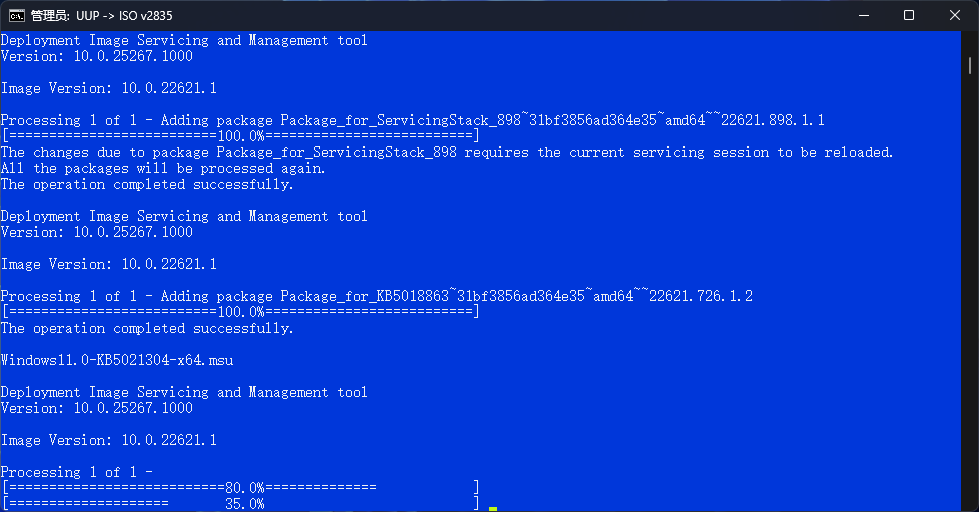 管理员: UUP -> ISO v2835
Deployment Image Servicing and Management tool
Version: 10.0.25267.1000
Image Version: 10.0.22621.1
Processing 1 of 1 - Adding package Package_for_ServicingStack_898~31bf3856ad364e35~amd64~~22621.898.1.1
[==========================100.0%==========================]
The changes due to package Package_for_ServicingStack_898 requires the current servicing session to be reloaded.
All the packages will be processed again.
The operation completed successfully.
Deployment Image Servicing and Management tool
Version: 10.0.25267.1000
Image Version: 10.0.22621.1
Processing 1 of 1 - Adding package Package_for_KB5018863~31bf3856ad364e35~amd64~~22621.726.1.2
[==========================100.0%==========================]
The operation completed successfully.
Windows11.0-KB5021304-x64.msu
Deployment Image Servicing and Management tool
Version: 10.0.25267.1000
Image Version: 10.0.22621.1
Processing 1 of 1 -
[===========================80.0%==============            ]
[====================       35.0%                          ]